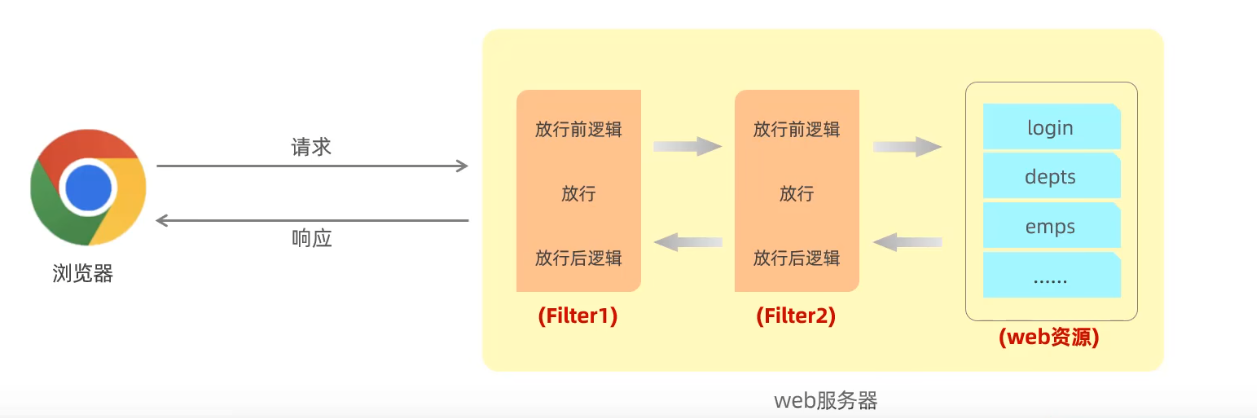 请求
响应
浏览器
放行前逻辑
放行
放行后逻辑
(Filter1)
放行前逻辑
放行
放行后逻辑
(Filter2)
login
depts
emps
......
(web资源)
web服务器